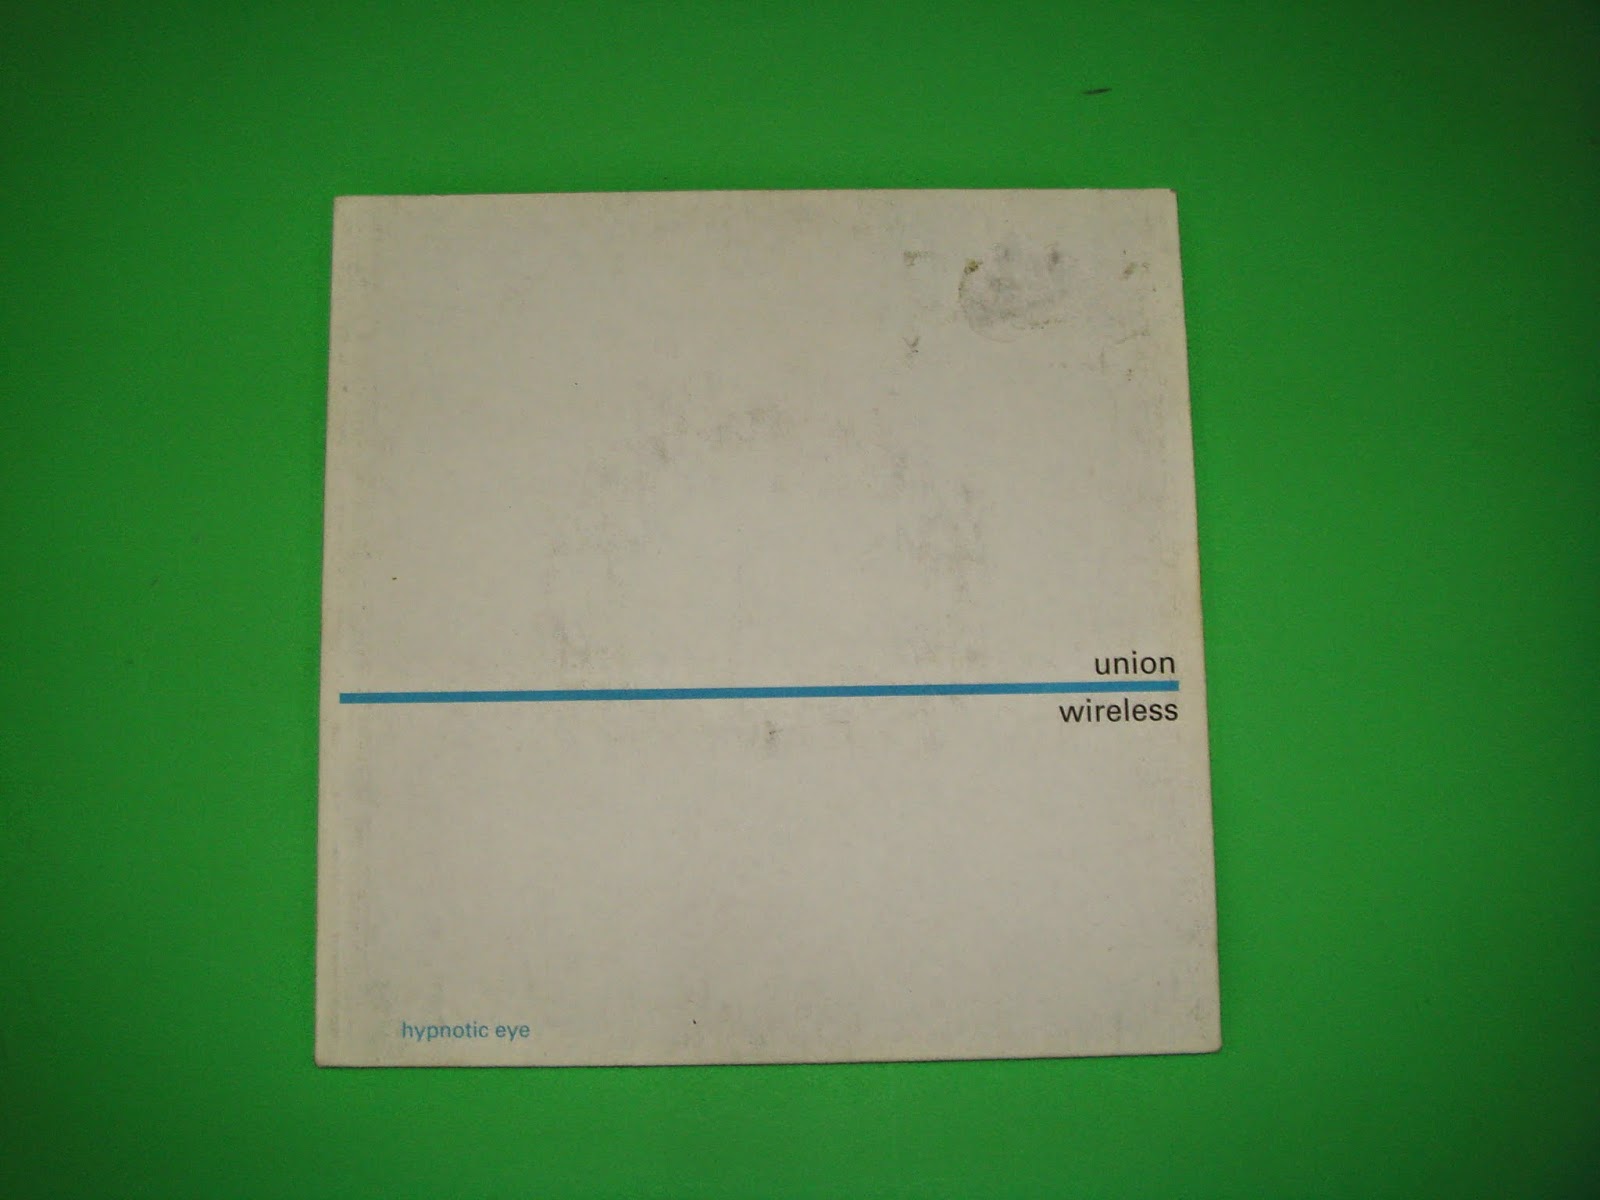 union
wireless
hypnotic eye